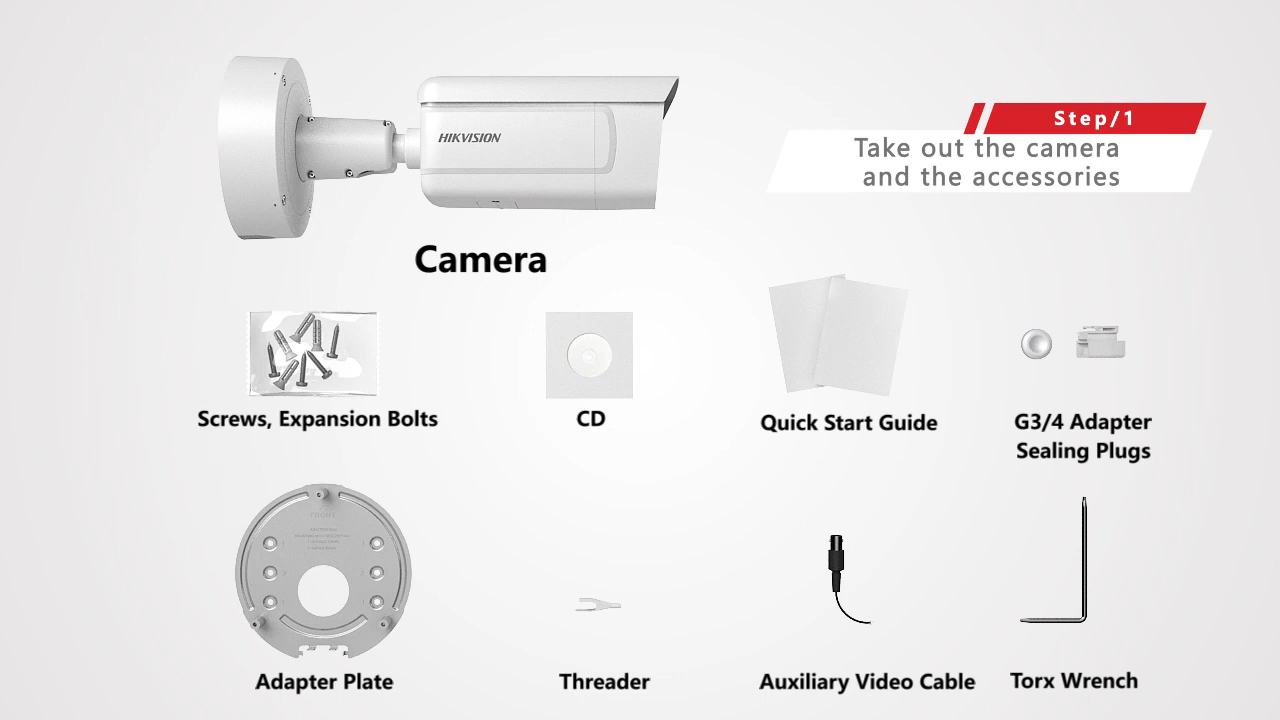 HIKVISION
Step/1
Take out the camera
and the accessories
Camera
Screws, Expansion Bolts
CD
Quick Start Guide
G3/4 Adapter
Sealing Plugs
FRONT
Adapter Plate
Threader
Auxiliary Video Cable
Torx Wrench